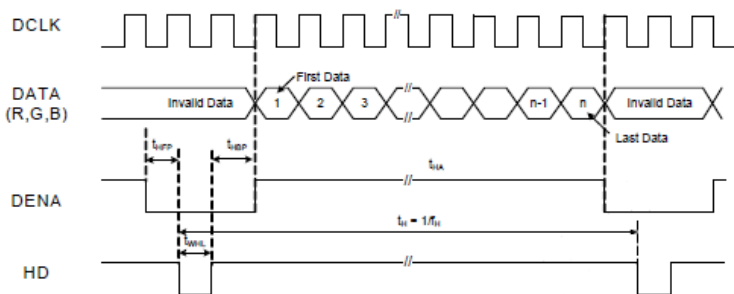 DCLK
//
First Data
DATA
(R,G,B)
Invalid Data
1
2
3
//
n-1
n
Invalid Data
Last Data
tHFP
tHBP
tHA
DENA
//
tH = 1/fH
tWHL
HD
//